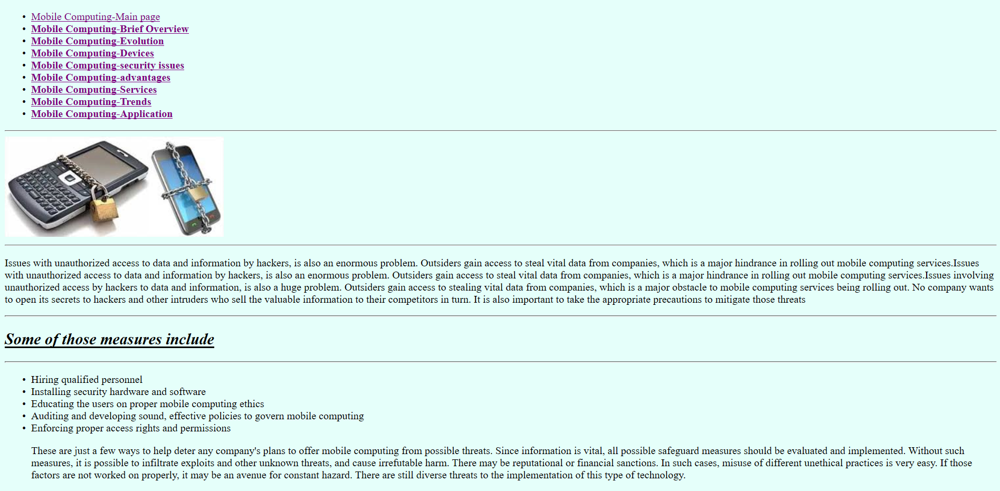 Mobile Computing-Main page
Mobile Computing-Brief Overview
Mobile Computing-Evolution
Mobile Computing-Devices
Mobile Computing-security issues
Mobile Computing-advantages
Mobile Computing-Services
Mobile Computing-Trends
Mobile Computing-Application
Issues with unauthorized access to data and information by hackers, is also an enormous problem. Outsiders gain access to steal vital data from companies, which is a major hindrance in rolling out mobile computing services.Issues
with unauthorized access to data and information by hackers, is also an enormous problem. Outsiders gain access to steal vital data from companies, which is a major hindrance in rolling out mobile computing services.Issues involving
unauthorized access by hackers to data and information, is also a huge problem. Outsiders gain access to stealing vital data from companies, which is a major obstacle to mobile computing services being rolling out. No company wants
to open its secrets to hackers and other intruders who sell the valuable information to their competitors in turn. It is also important to take the appropriate precautions to mitigate those threats
Some of those measures include
Hiring qualified personnel
Installing security hardware and software
Educating the users on proper mobile computing ethics
Auditing and developing sound, effective policies to govern mobile computing
Enforcing proper access rights and permissions
These are just a few ways to help deter any company's plans to offer mobile computing from possible threats. Since information is vital, all possible safeguard measures should be evaluated and implemented. Without such
measures, it is possible to infiltrate exploits and other unknown threats, and cause irrefutable harm. There may be reputational or financial sanctions. In such cases, misuse of different unethical practices is very easy. If those
factors are not worked on properly, it may be an avenue for constant hazard. There are still diverse threats to the implementation of this type of technology.